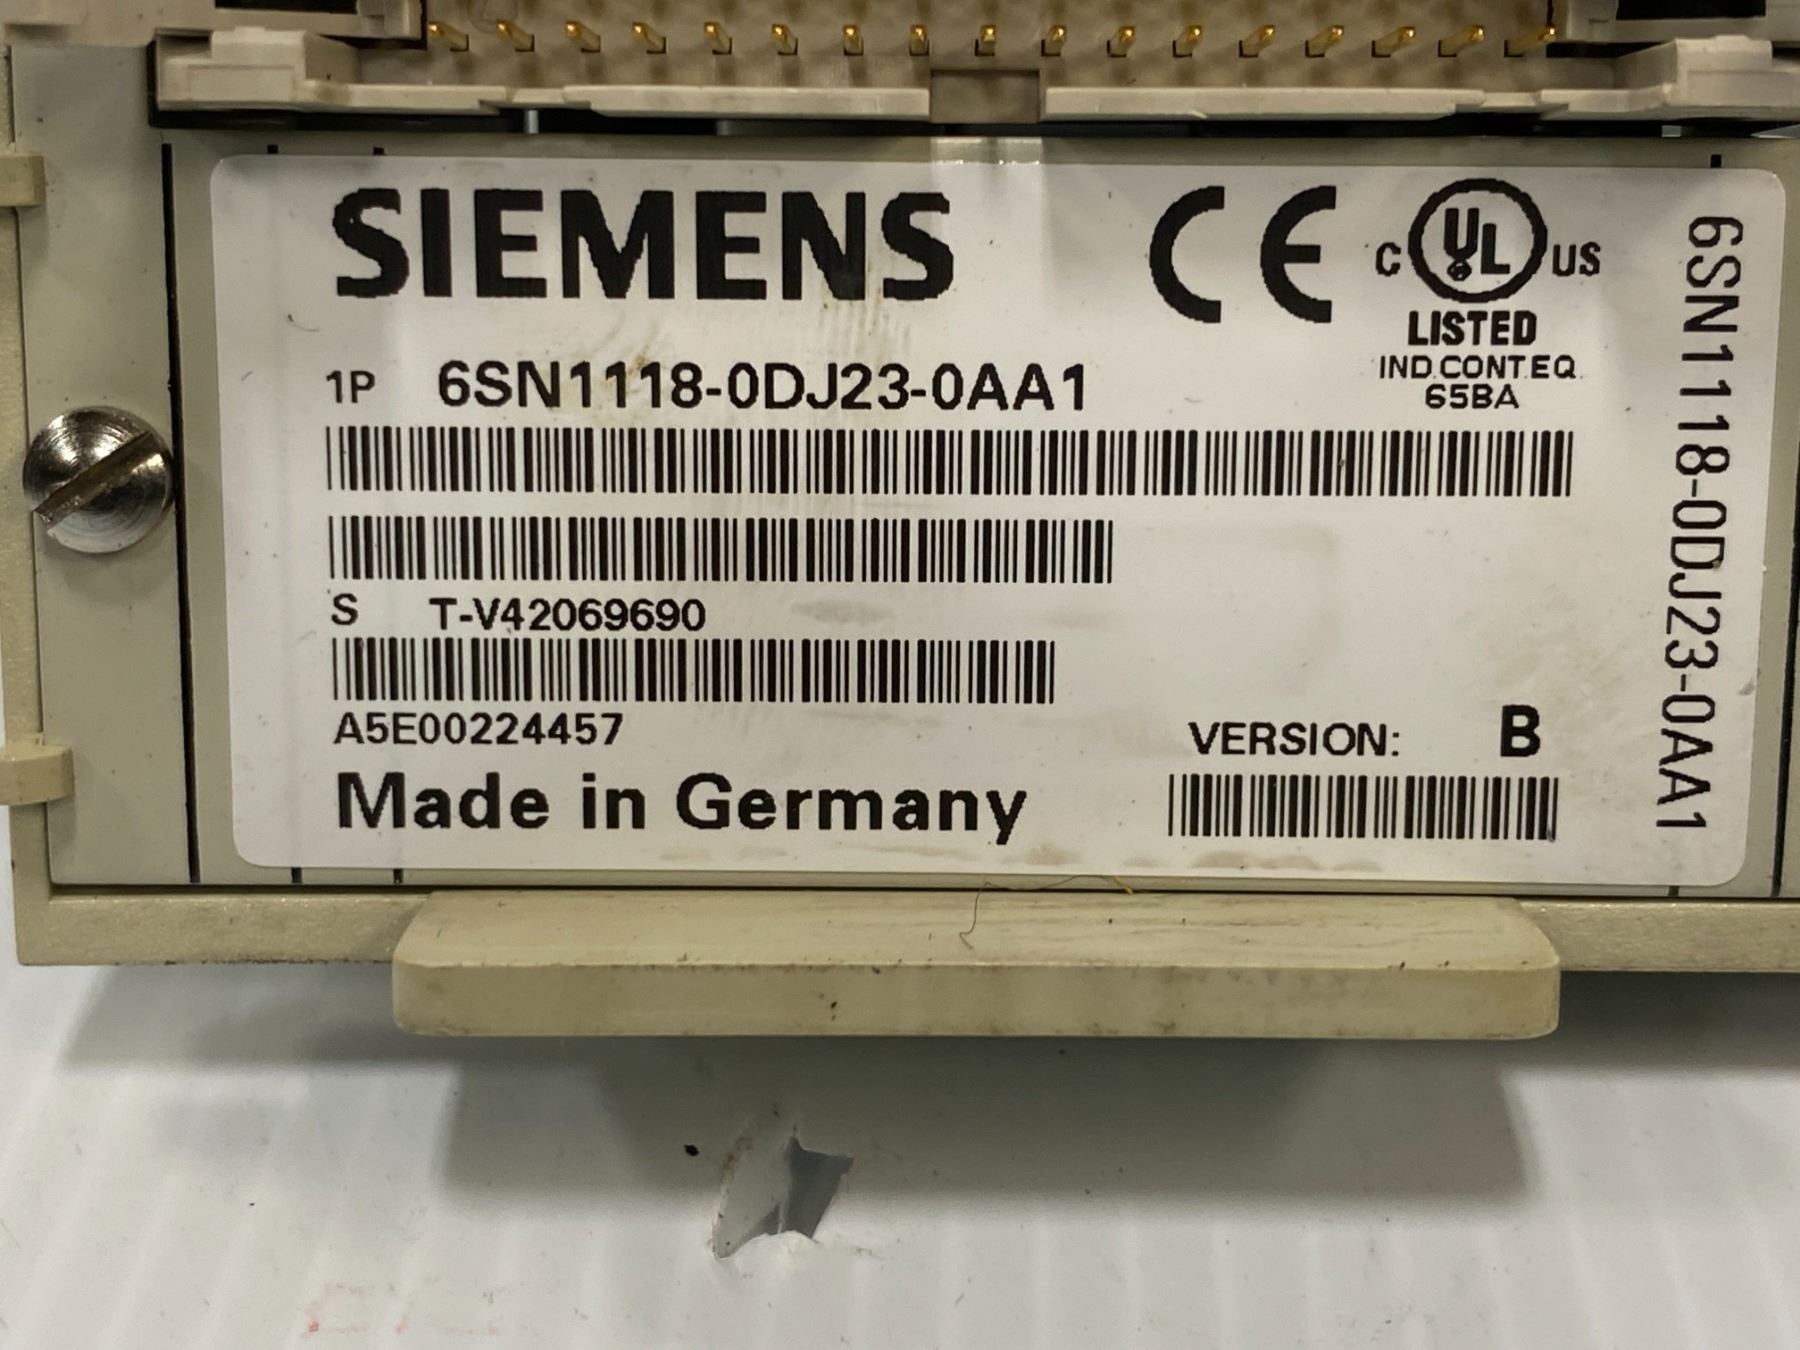 SIEMENS CE C UL US
LISTED
IND.CONT.EQ.
65BA
1P 6SN1118-0DJ23-0AA1
S T-V42069690
A5E00224457
VERSION: B
Made in Germany
6SN1118-0DJ23-0AA1